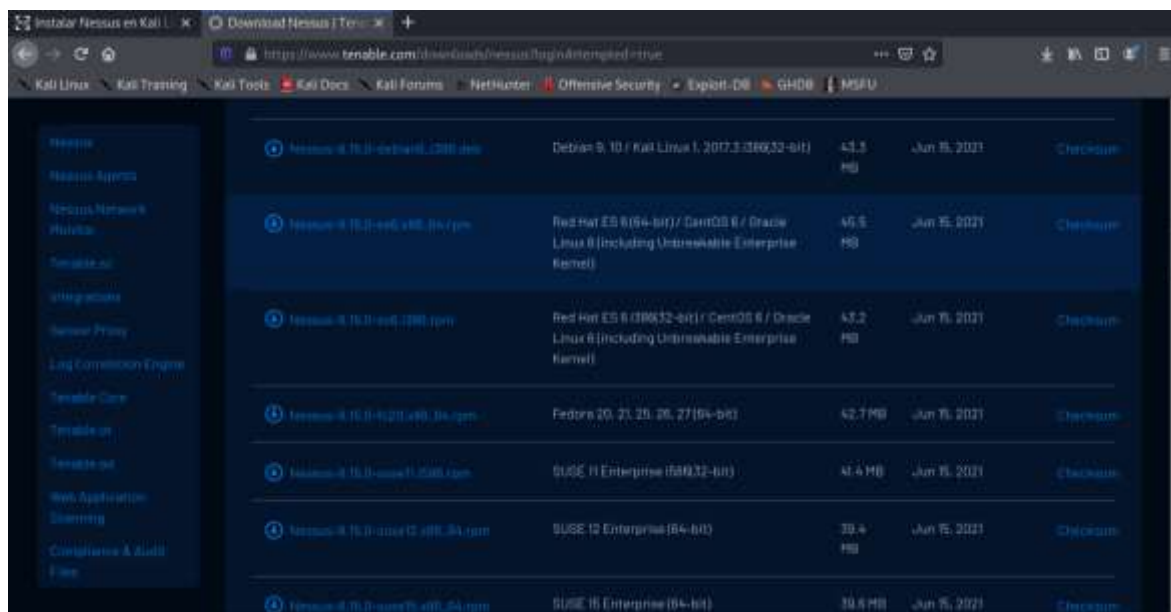 Instalar Nessus en Kali L
Download Nessus | Ten
https://www.tenable.com/downloads/nessus?loginAttempted=true
Kali Linux Kali Training Kali Tools Kali Docs Kali Forums NetHunter Offensive Security Exploit-DB GHDB MSFU
Nessus
Nessus Agents
Nessus Network
Monitor
Tenable.sc
Integrations
Sensor Proxy
Log Correlation Engine
Tenable Core
Tenable.ot
Web Application
Scanning
Compliance & Audit
Files
Debian 9, 10 / Kali Linux 1, 2017.3 i386(32-bit)
43.3
MB
Jun 15, 2021
Checksum
Red Hat ES 6 (64-bit) / CentOS 6 / Oracle
Linux 6 (including Unbreakable Enterprise
Kernel)
MB
Jun 15, 2021
Checksum
Red Hat ES 6 i386(32-bit) / CentOS 6 / Oracle
Linux 6 (including Unbreakable Enterprise
Kernel)
43.2
MB
Jun 15, 2021
Checksum
Fedora 20, 21, 25, 26, 27 (64-bit)
42.7 MB
Jun 15, 2021
Checksum
SUSE 11 Enterprise
41.4 MB
Jun 15, 2021
Checksum
SUSE 12 Enterprise (64-bit)
39.4
MB
Jun 15, 2021
Checksum
SUSE 15 Enterprise (64-bit)
39.6 MB
Jun 15, 2021
Checksum